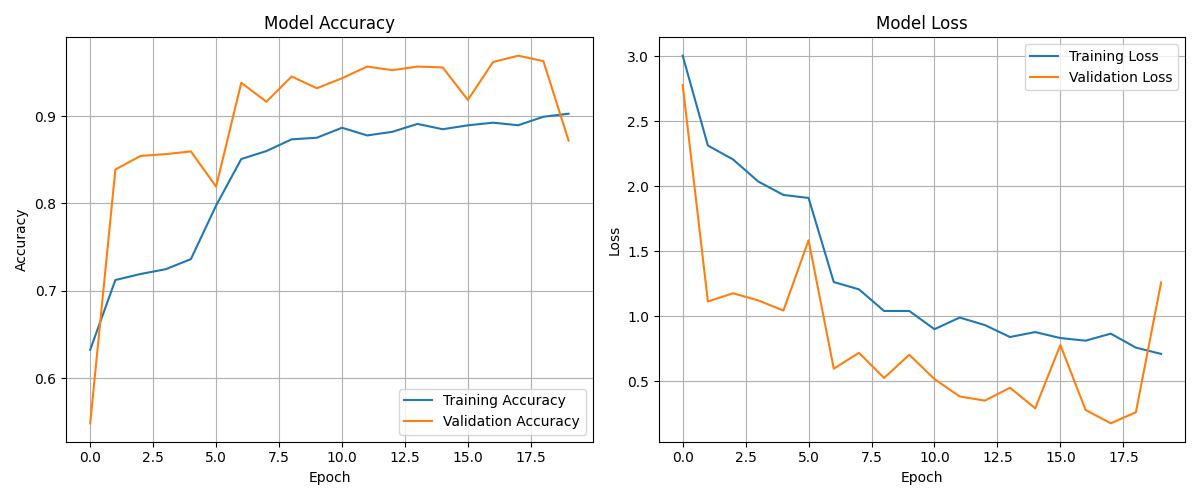 Model Accuracy
Accuracy
0.9
0.8
0.7
0.6
0.0 2.5 5.0 7.5 10.0 12.5 15.0 17.5
Epoch
Training Accuracy
Validation Accuracy
Model Loss
Loss
3.0
2.5
2.0
1.5
1.0
0.5
0.0 2.5 5.0 7.5 10.0 12.5 15.0 17.5
Epoch
Training Loss
Validation Loss